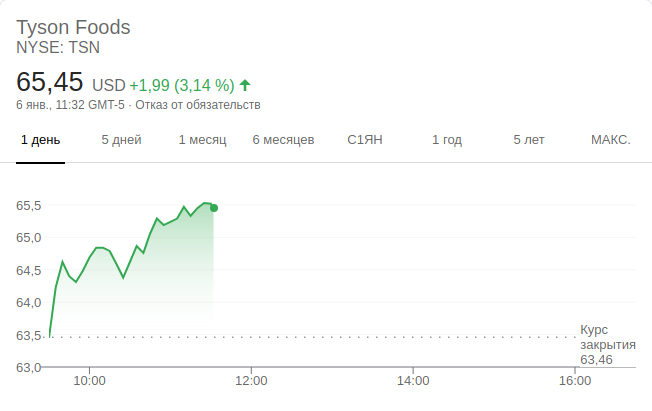 Tyson Foods
NYSE: TSN
65,45 USD +1,99 (3,14 %)
6 янв., 11:32 GMT-5 · Отказ от обязательств
1 день 5 дней 1 месяц 6 месяцев С1ЯН 1 год 5 лет МАКС.
65,5
65,0
64,5
64,0
63,5
63,0
Курс
закрытия
63,46
10:00 12:00 14:00 16:00